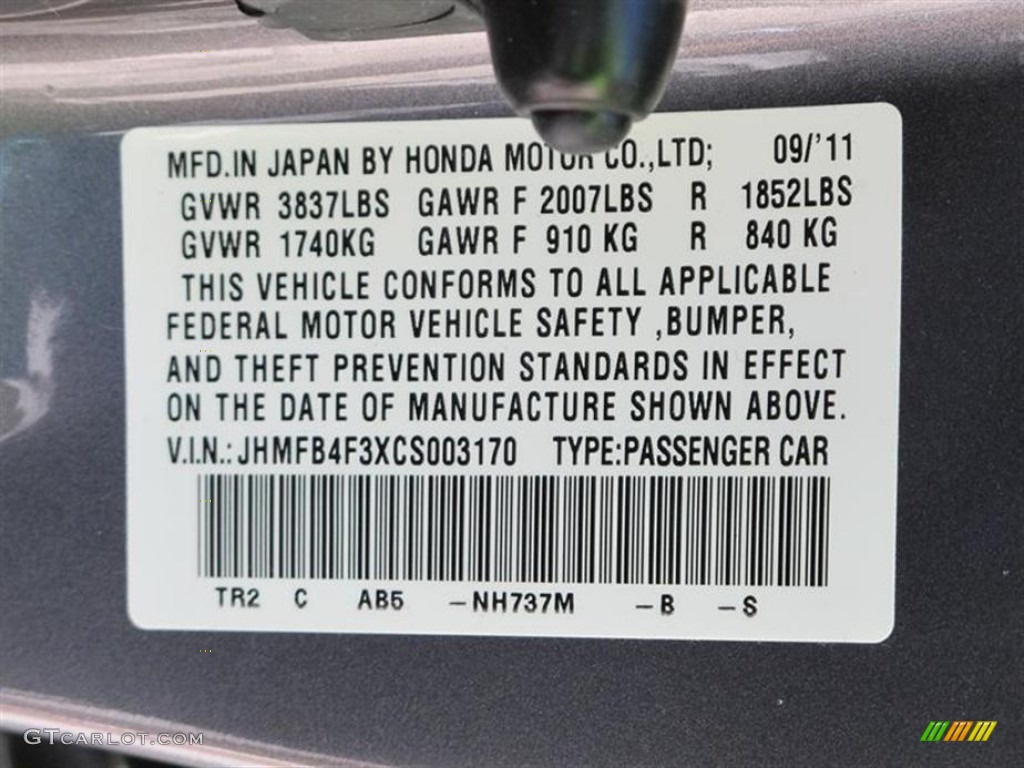 MFD.IN JAPAN BY HONDA MOTOR CO.,LTD; 09/'11
GVWR 3837LBS GAWR F 2007LBS R 1852LBS
GVWR 1740KG GAWR F 910 KG R 840 KG
THIS VEHICLE CONFORMS TO ALL APPLICABLE
FEDERAL MOTOR VEHICLE SAFETY ,BUMPER,
AND THEFT PREVENTION STANDARDS IN EFFECT
ON THE DATE OF MANUFACTURE SHOWN ABOVE.
V.I.N.:JHMFB4F3XCS003170 TYPE:PASSENGER CAR
TR2 C AB5 -NH737M -B -S
GTCARLOT.COM